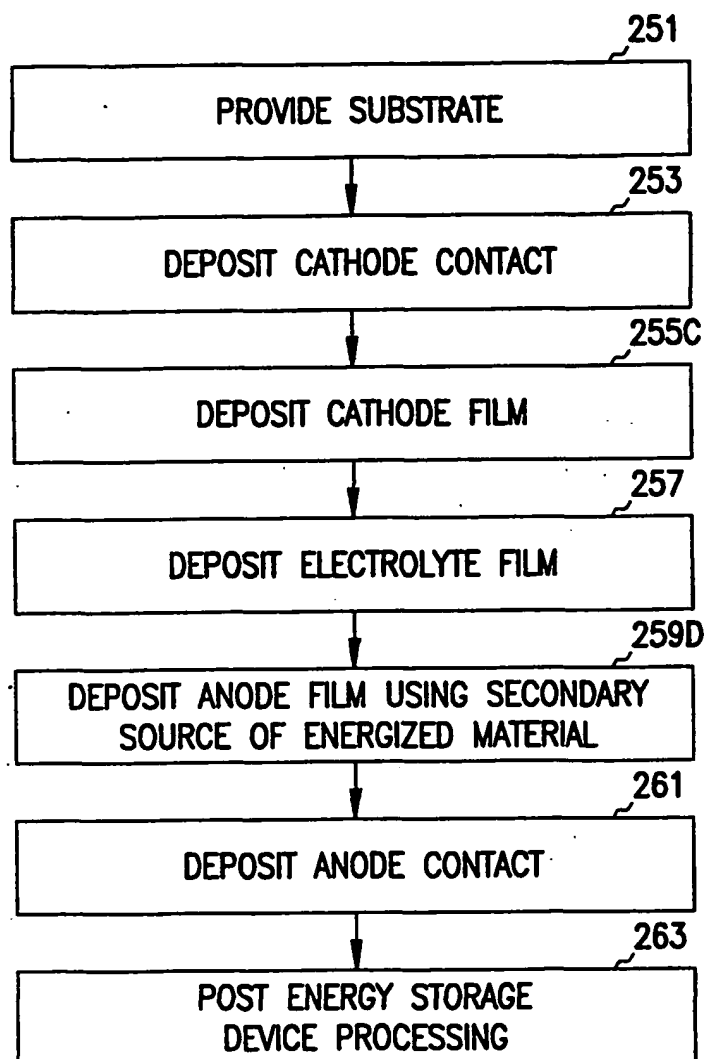 251
PROVIDE SUBSTRATE
253
DEPOSIT CATHODE CONTACT
255C
DEPOSIT CATHODE FILM
257
DEPOSIT ELECTROLYTE FILM
259D
DEPOSIT ANODE FILM USING SECONDARY
SOURCE OF ENERGIZED MATERIAL
261
DEPOSIT ANODE CONTACT
263
POST ENERGY STORAGE
DEVICE PROCESSING